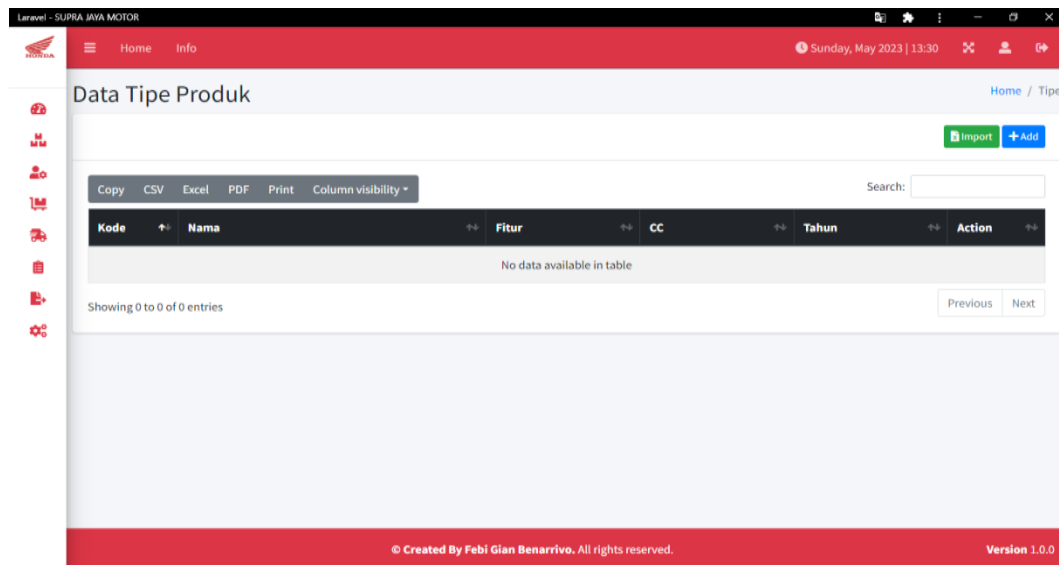 Laravel - SUPRA JAYA MOTOR
HONDA
Home Info Sunday, May 2023 | 13:30
Data Tipe Produk Home / Tipe
Import Add
Copy CSV Excel PDF Print Column visibility Search:
Kode Nama Fitur CC Tahun Action
No data available in table
Showing 0 to 0 of 0 entries Previous Next
© Created By Febi Gian Benarrivo. All rights reserved. Version 1.0.0